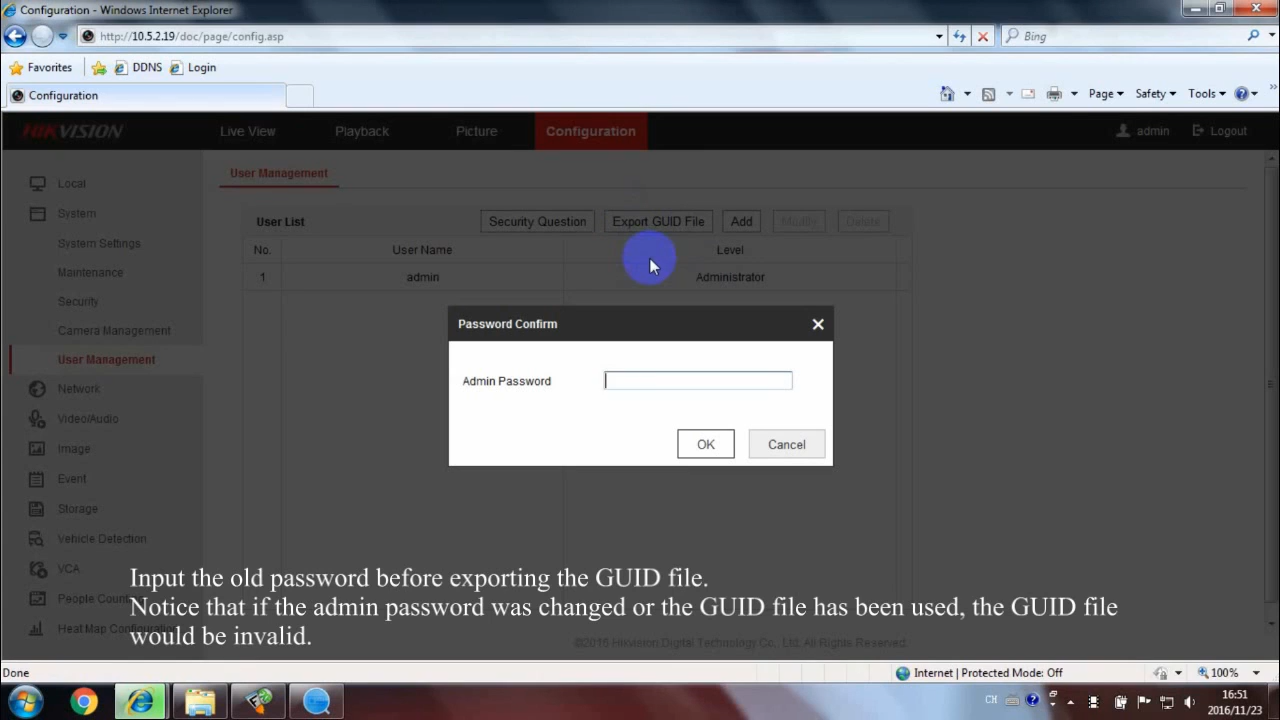 Configuration - Windows Internet Explorer
http://10.5.2.19/doc/page/config.asp
Bing
Favorites
DDNS
Login
Configuration
Page
Safety
Tools
»
HIKVISION
Live View
Playback
Picture
Configuration
admin
Logout
Local
System
System Settings
Maintenance
Security
Camera Management
User Management
Network
Video/Audio
Image
Event
Storage
Vehicle Detection
VCA
People Count
Heat Map Configuration
User Management
User List
Security Question
Export GUID File
Add
Modify
Delete
No.
User Name
Level
1
admin
Administrator
Password Confirm
Admin Password
OK
Cancel
Input the old password before exporting the GUID file.
Notice that if the admin password was changed or the GUID file has been used, the GUID file
would be invalid.
©2016 Hikvision Digital Technology Co., Ltd. All Rights Reserved.
Done
Internet | Protected Mode: Off
100%
CH
16:51
2016/11/23